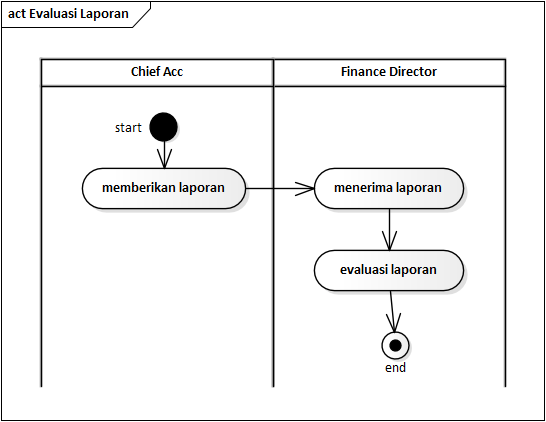 act Evaluasi Laporan
Chief Acc
Finance Director
start
memberikan laporan
menerima laporan
evaluasi laporan
end